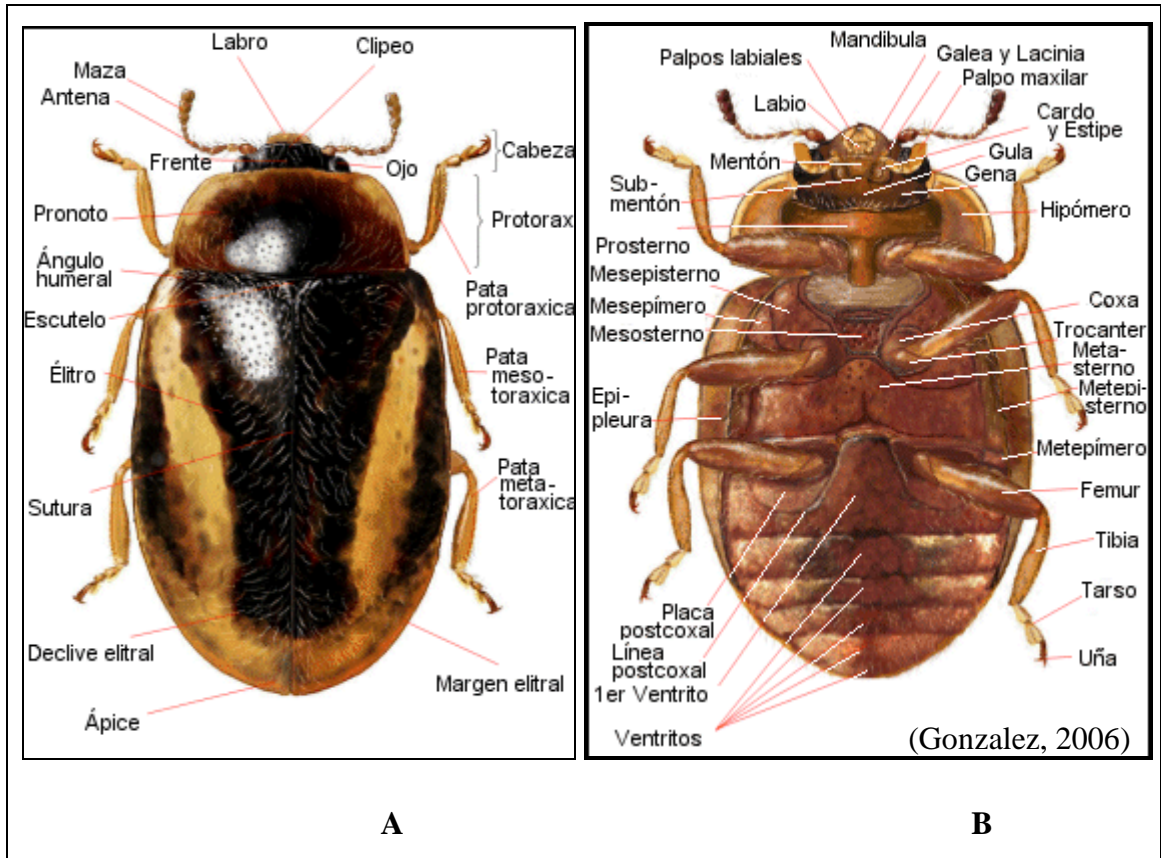 Labro
Clipeo
Maza
Antena
Frente
Ojo
Cabeza
Pronoto
Protorax
Ángulo
humeral
Pata
protoraxica
Escutelo
Élitro
Pata
meso-
toraxica
Sutura
Pata
meta-
toraxica
Declive elitral
Margen elitral
Ápice
A
Mandibula
Palpos labiales
Galea y Lacinia
Palpo maxilar
Labio
Cardo
y Estipe
Mentón
Gula
Gena
Sub-
mentón
Hipómero
Prosterno
Mesepisterno
Mesepímero
Mesosterno
Coxa
Trocanter
Meta-
sterno
Metepi-
sterno
Epi-
pleura
Metepímero
Femur
Tibia
Tarso
Uña
Placa
postcoxal
Línea
postcoxal
1er Ventrito
Ventritos
(Gonzalez, 2006)
B